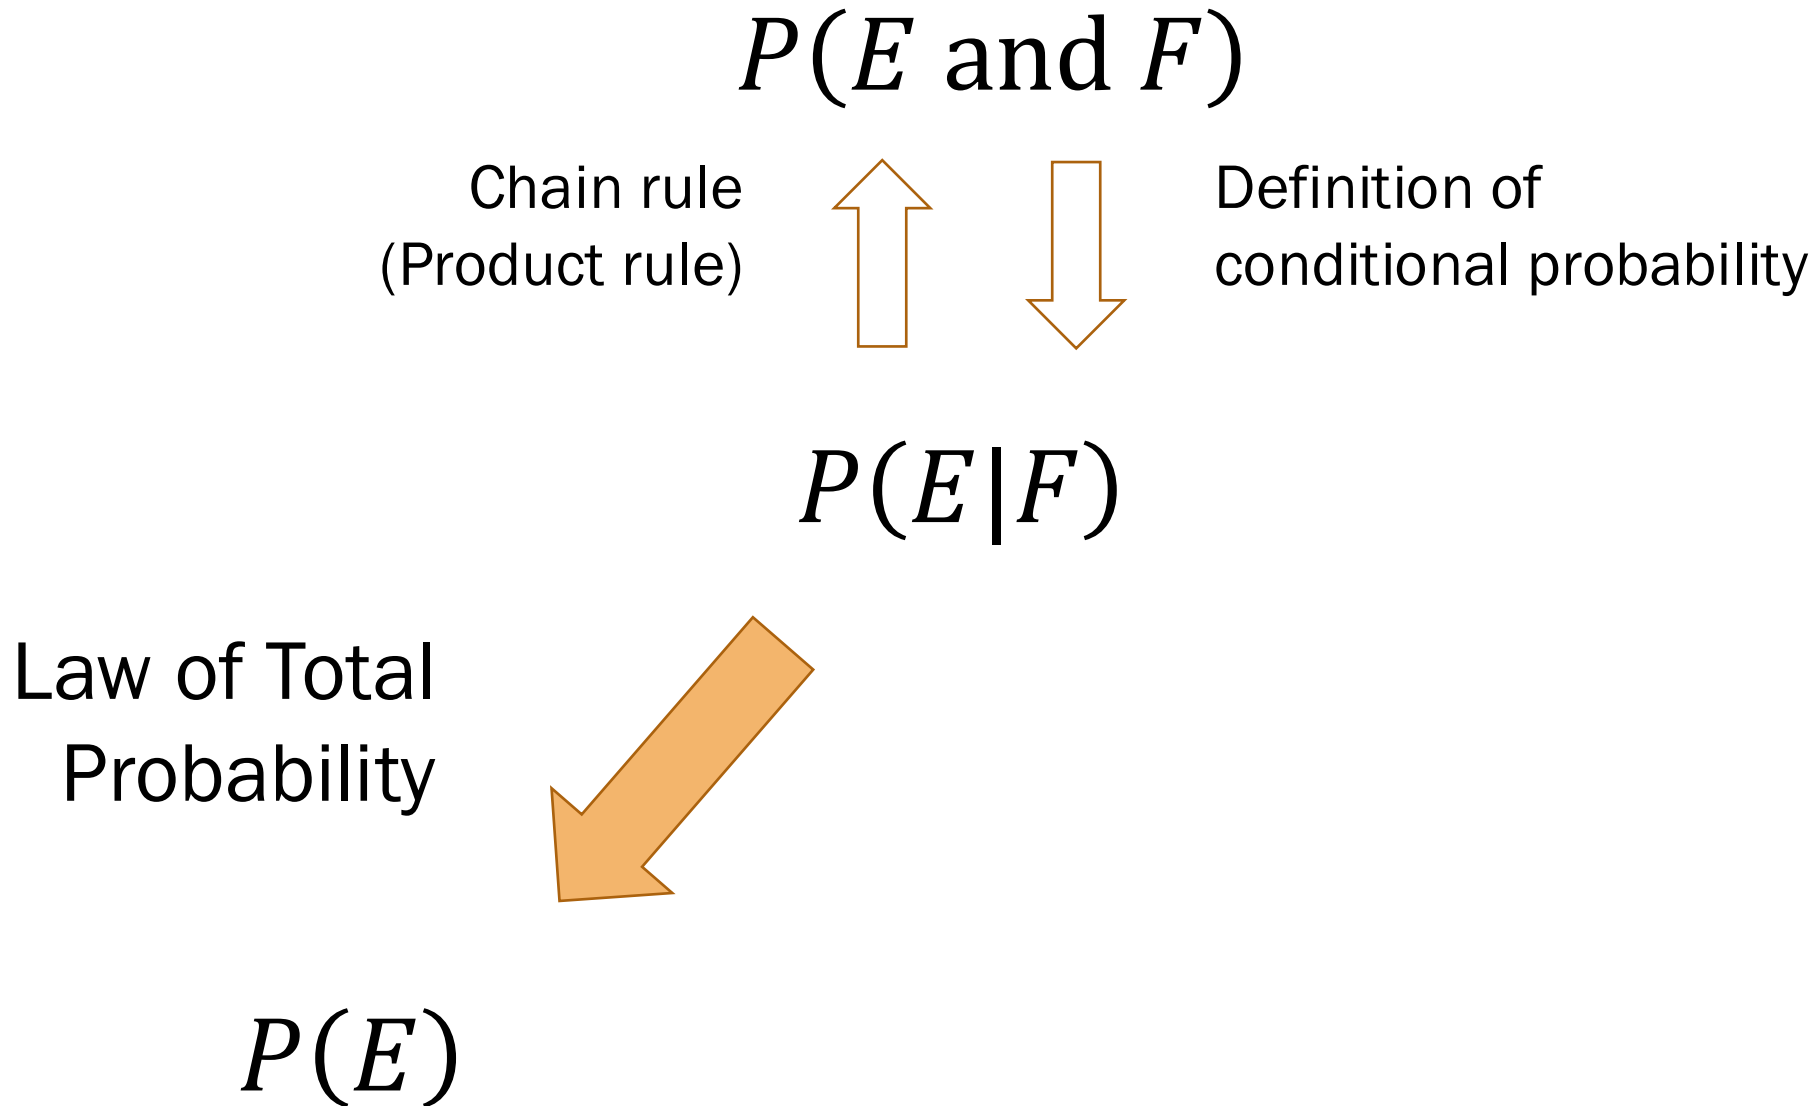 P(E and F)
Chain rule
(Product rule)
Definition of
conditional probability
P(E|F)
Law of Total
Probability
P(E)